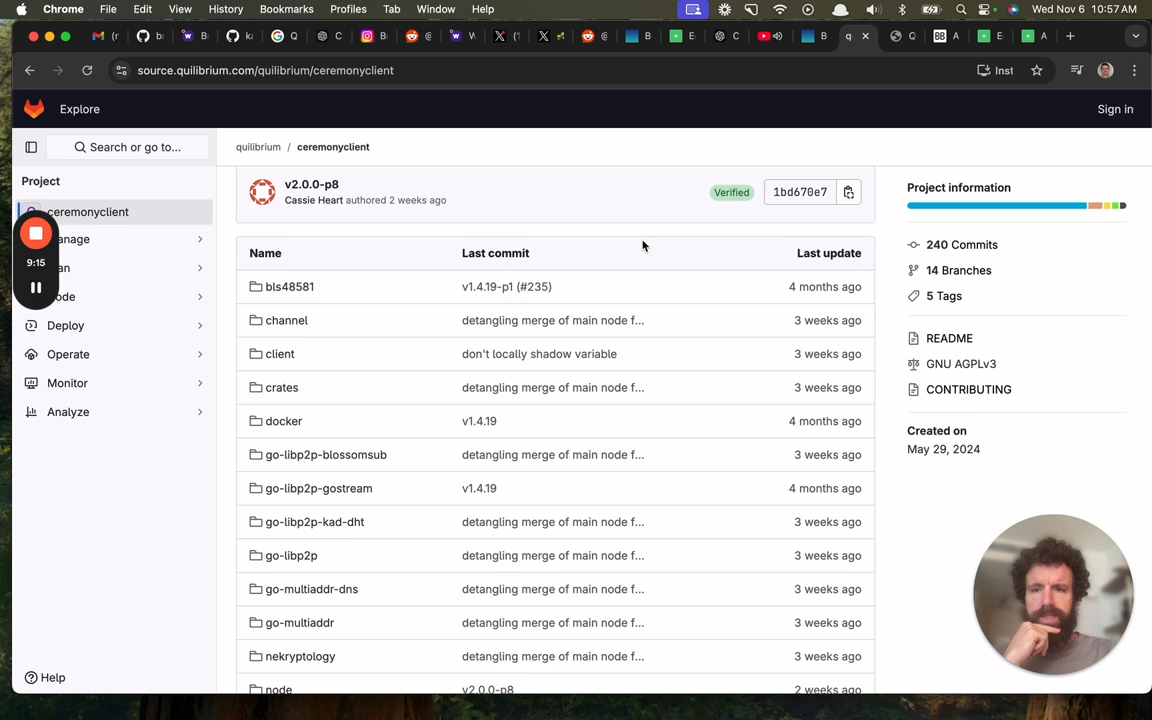 Chrome File Edit View History Bookmarks Profiles Tab Window Help Wed Nov 6 10:57 AM
source.quilibrium.com/quilibrium/ceremonyclient Inst
Explore Sign in
Search or go to...
quilibrium / ceremonyclient
Project
ceremonyclient
anage
an
ode
Deploy
Operate
Monitor
Analyze
Help
9:15
v2.0.0-p8
Cassie Heart authored 2 weeks ago
Verified 1bd670e7
Name Last commit Last update
bls48581 v1.4.19-p1 (#235) 4 months ago
channel detangling merge of main node f... 3 weeks ago
client don't locally shadow variable 3 weeks ago
crates detangling merge of main node f... 3 weeks ago
docker v1.4.19 4 months ago
go-libp2p-blossomsub detangling merge of main node f... 3 weeks ago
go-libp2p-gostream v1.4.19 4 months ago
go-libp2p-kad-dht detangling merge of main node f... 3 weeks ago
go-libp2p detangling merge of main node f... 3 weeks ago
go-multiaddr-dns detangling merge of main node f... 3 weeks ago
go-multiaddr detangling merge of main node f... 3 weeks ago
nekryptology detangling merge of main node f... 3 weeks ago
node v2.0.0-p8 2 weeks ago
Project information
240 Commits
14 Branches
5 Tags
README
GNU AGPLv3
CONTRIBUTING
Created on
May 29, 2024